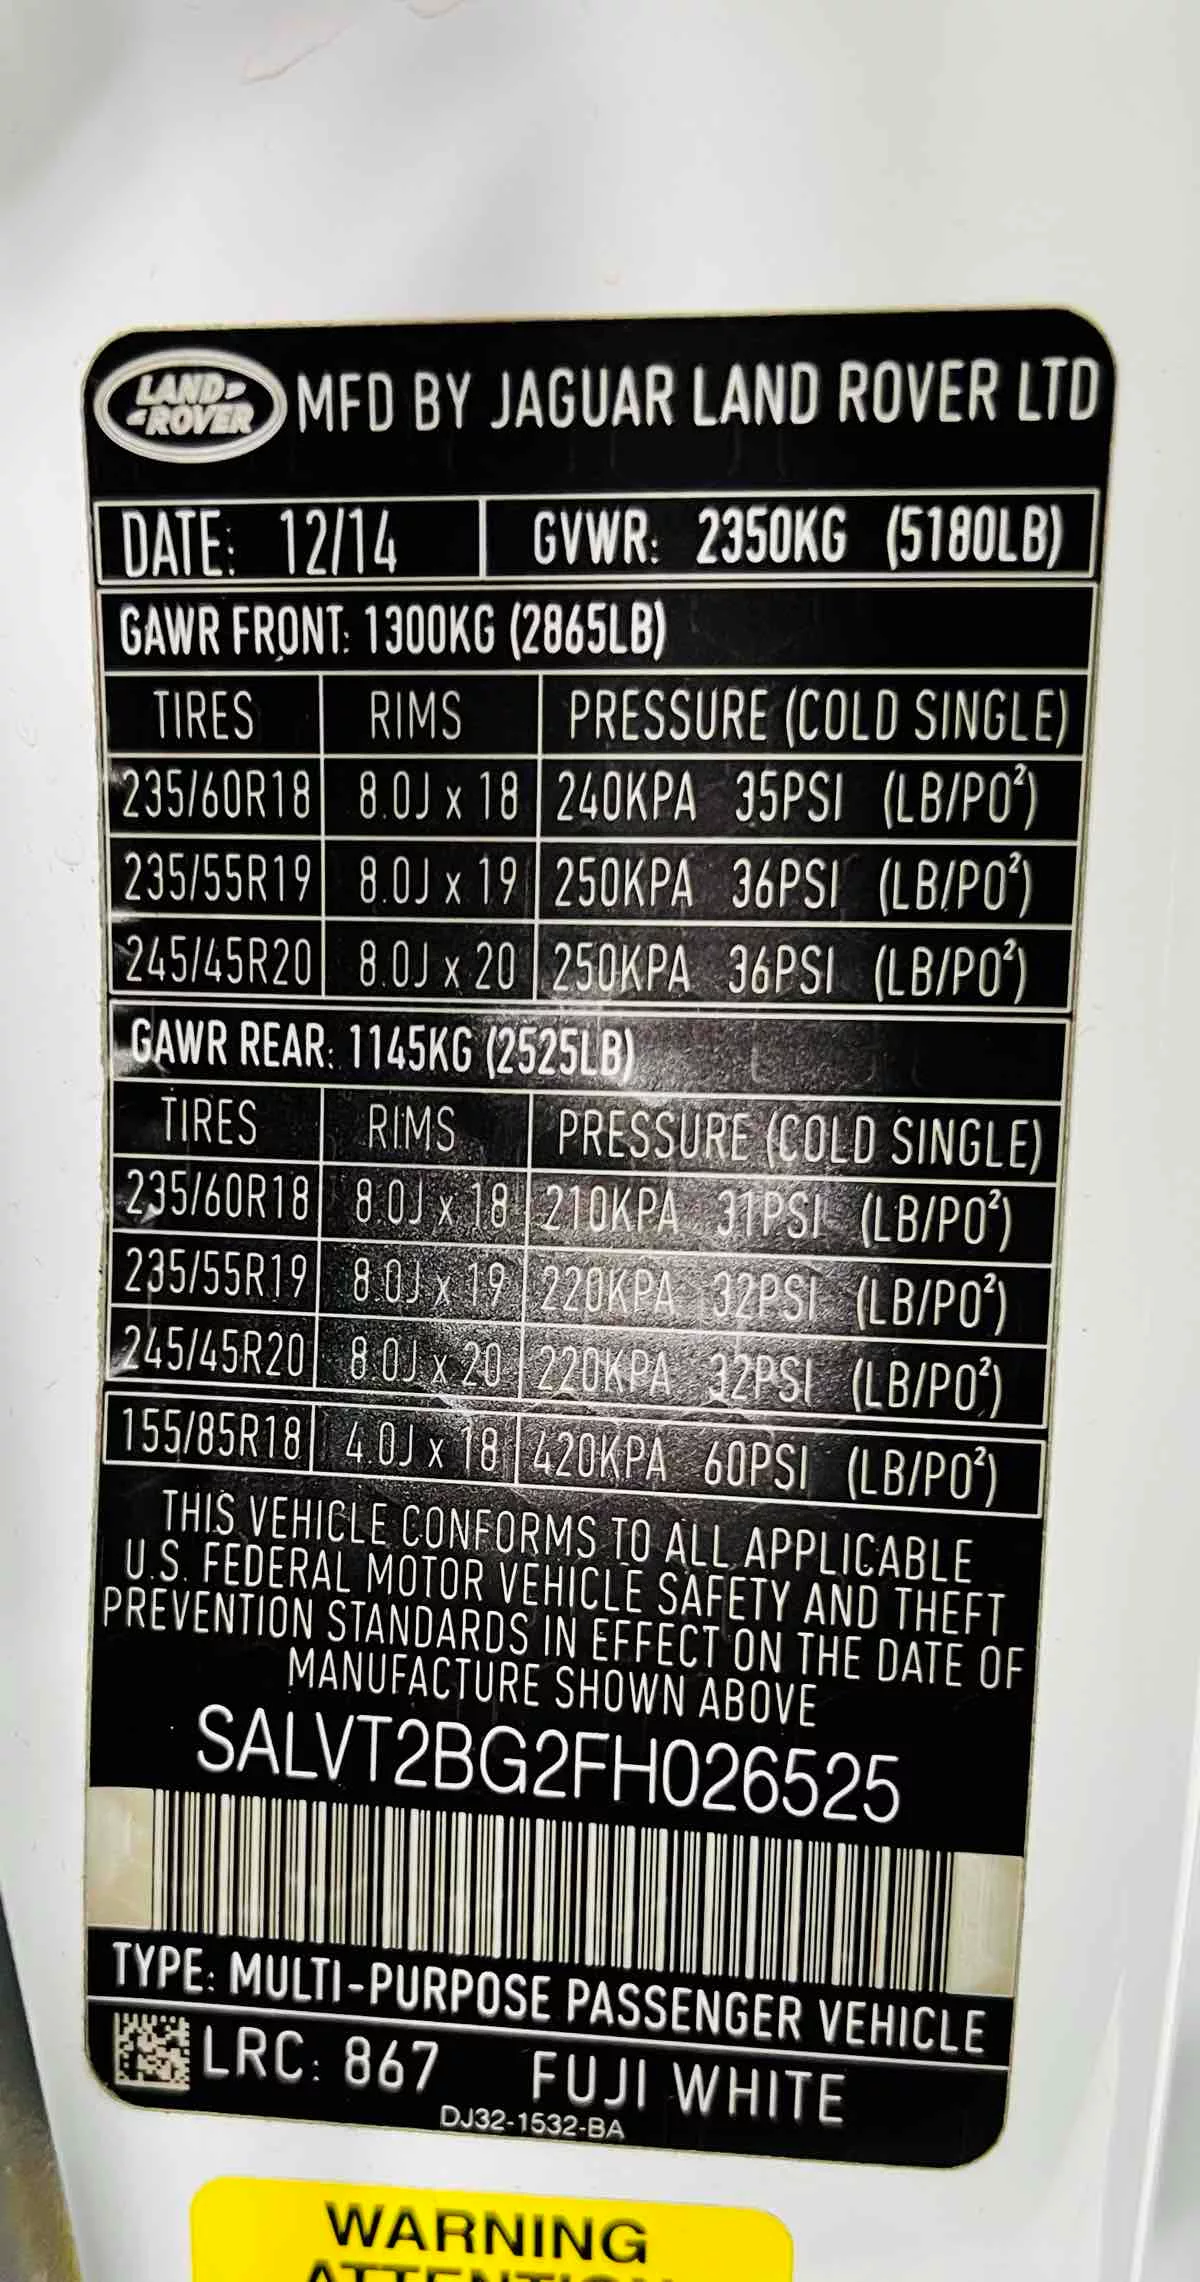 LAND ROVER MFD BY JAGUAR LAND ROVER LTD
DATE: 12/14 GVWR: 2350KG (5180LB)
GAWR FRONT: 1300KG (2865LB)
TIRES RIMS PRESSURE (COLD SINGLE)
235/60R18 8.0J x 18 240KPA 35PSI (LB/PO²)
235/55R19 8.0J x 19 250KPA 36PSI (LB/PO²)
245/45R20 8.0J x 20 250KPA 36PSI (LB/PO²)
GAWR REAR: 1145KG (2525LB)
TIRES RIMS PRESSURE (COLD SINGLE)
235/60R18 8.0J x 18 210KPA 31PSI (LB/PO²)
235/55R19 8.0J x 19 220KPA 32PSI (LB/PO²)
245/45R20 8.0J x 20 220KPA 32PSI (LB/PO²)
155/85R18 4.0J x 18 420KPA 60PSI (LB/PO²)
THIS VEHICLE CONFORMS TO ALL APPLICABLE
U.S. FEDERAL MOTOR VEHICLE SAFETY AND THEFT
PREVENTION STANDARDS IN EFFECT ON THE DATE OF
MANUFACTURE SHOWN ABOVE
SALVT2BG2FH026525
TYPE: MULTI-PURPOSE PASSENGER VEHICLE
LRC: 867 FUJI WHITE
DJ32-1532-BA
WARNING
ATTENTION